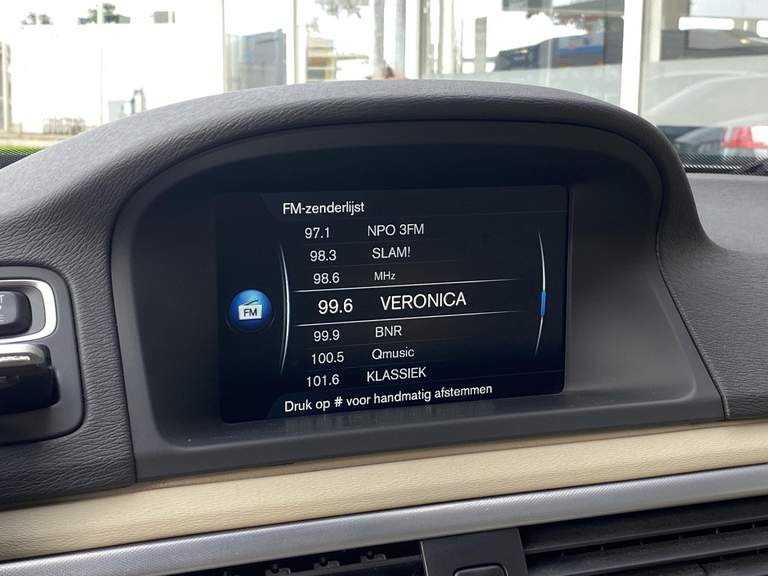 FM-zenderlijst
97.1 NPO 3FM
98.3 SLAM!
98.6 MHz
FM
99.6 VERONICA
99.9 BNR
100.5 Qmusic
101.6 KLASSIEK
Druk op # voor handmatig afstemmen